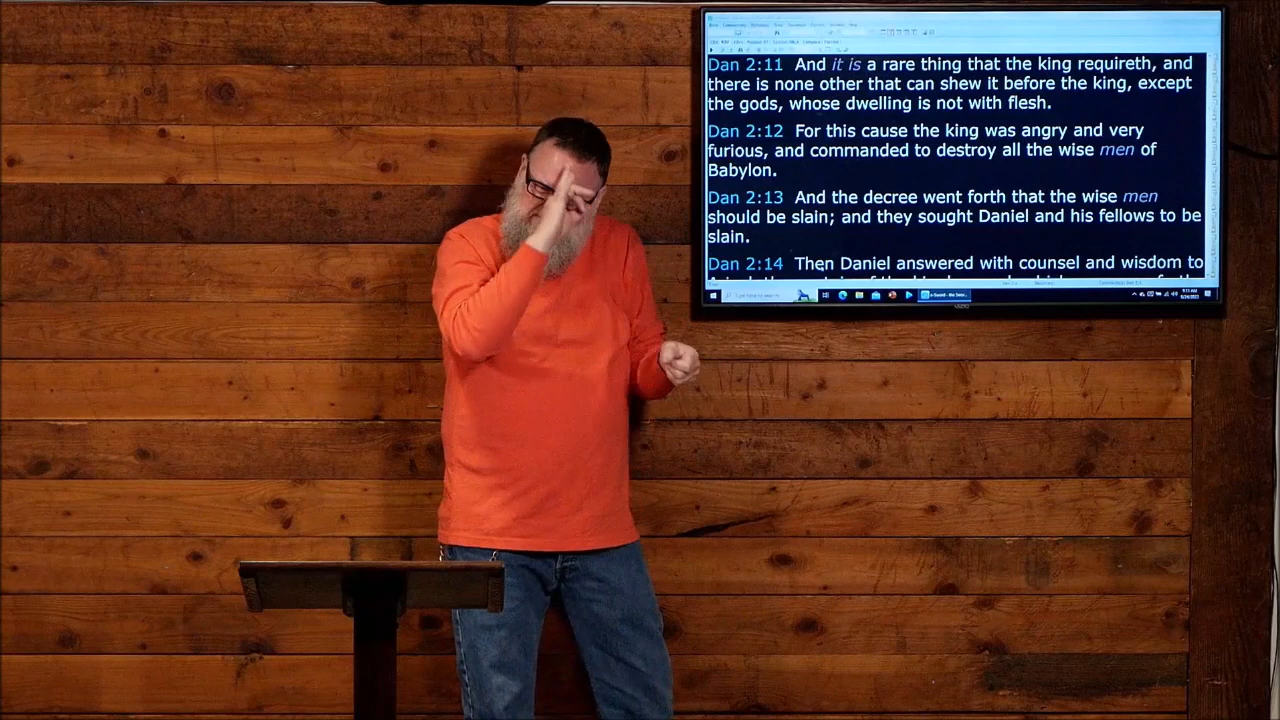 Dan 2:11 And it is a rare thing that the king requireth, and
there is none other that can shew it before the king, except
the gods, whose dwelling is not with flesh.
Dan 2:12 For this cause the king was angry and very
furious, and commanded to destroy all the wise men of
Babylon.
Dan 2:13 And the decree went forth that the wise men
should be slain; and they sought Daniel and his fellows to be
slain.
Dan 2:14 Then Daniel answered with counsel and wisdom to
VIZIO